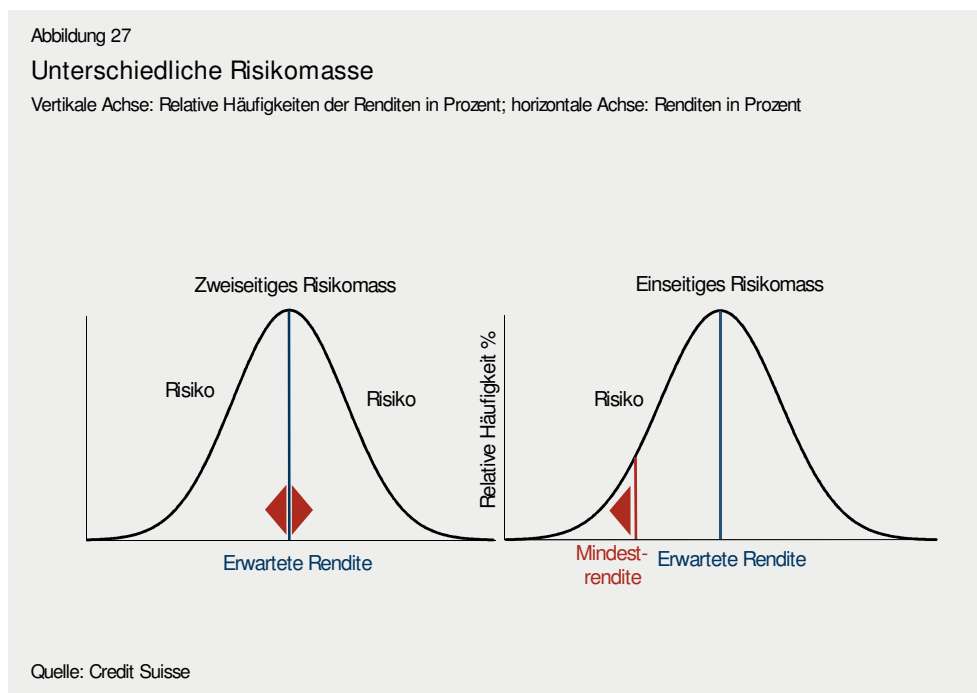 Abbildung 27
Unterschiedliche Risikomasse
Vertikale Achse: Relative Häufigkeiten der Renditen in Prozent; horizontale Achse: Renditen in Prozent
Zweiseitiges Risikomass
Risiko
Risiko
Erwartete Rendite
Einseitiges Risikomass
Relative Häufigkeit %
Risiko
Mindest-
rendite
Erwartete Rendite
Quelle: Credit Suisse